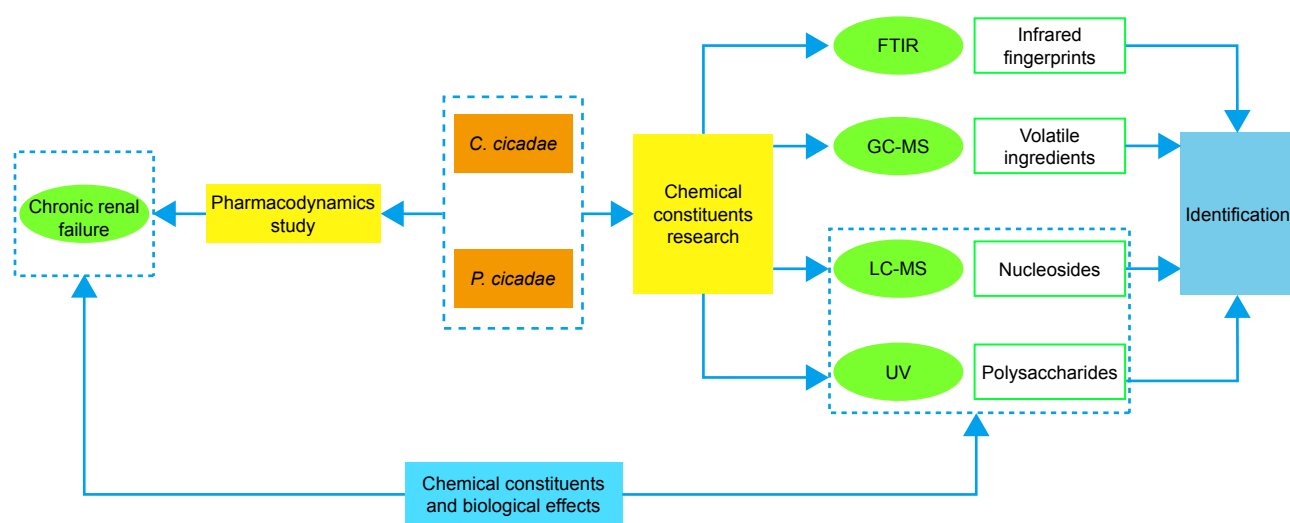 FTIR
Infrared
fingerprints
C. cicadae
GC-MS
Volatile
ingredients
Chronic renal
failure
Pharmacodynamics
study
Chemical
constituents
research
Identification
P. cicadae
LC-MS
Nucleosides
UV
Polysaccharides
Chemical constituents
and biological effects